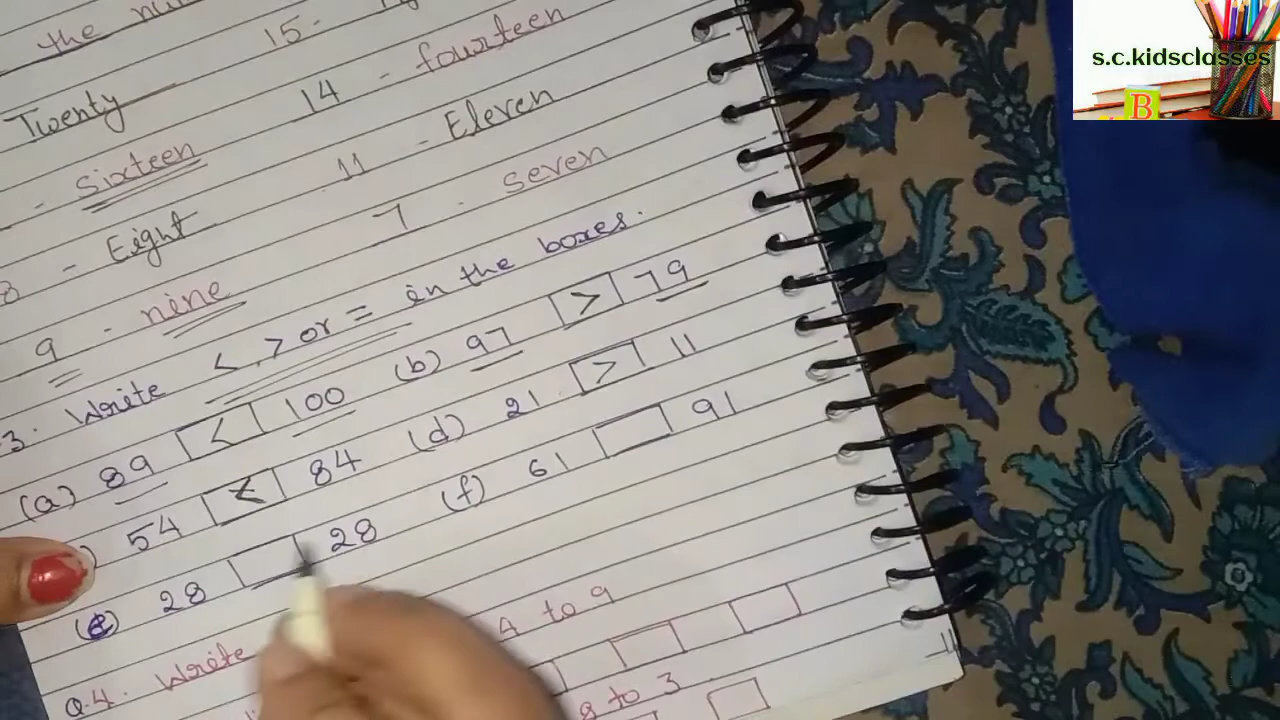 s.c.kidsclasses
B
the
Twenty 15-
- Sixteen 14 - fourteen
8 - Eight 11 - Eleven
9 - nine 7 - seven
3. Write <, > or = in the boxes.
(a) 89 < 100 (b) 97 > 79
) 54 < 84 (d) 21 > 11
(e) 28 28 (f) 61 91
Q.4. Write 4 to 9
8 to 3